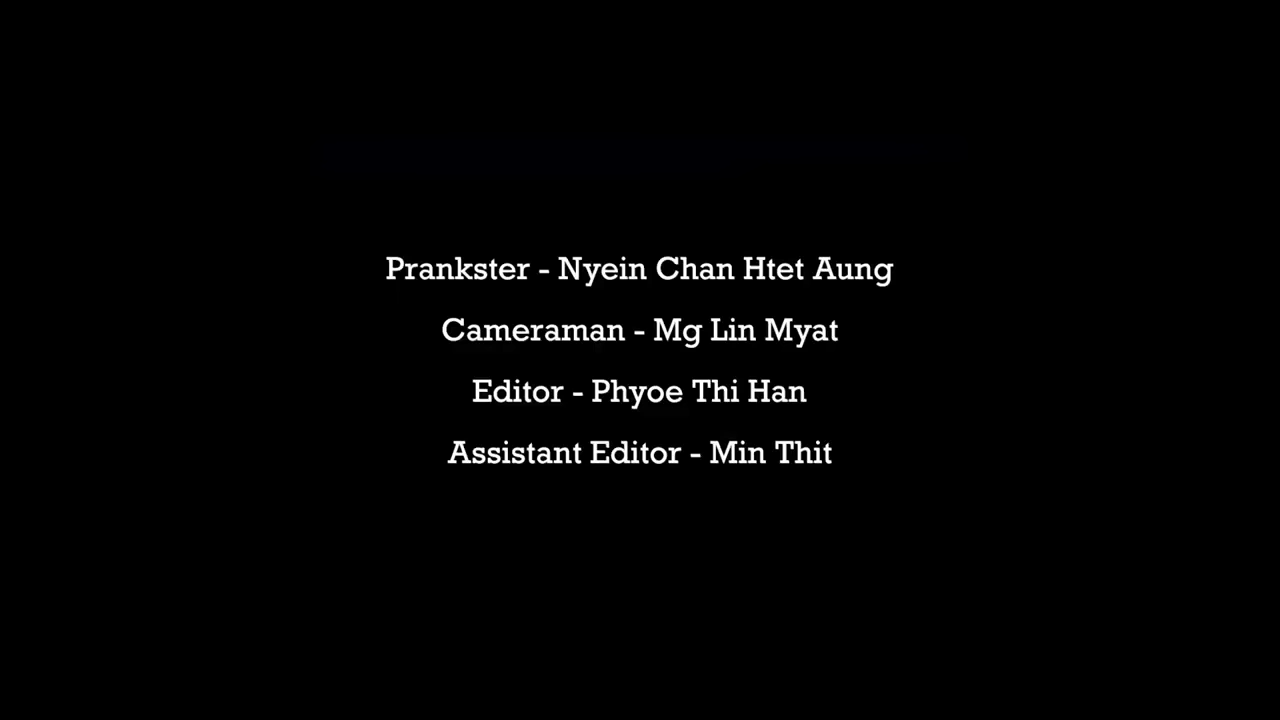 Prankster - Nyein Chan Htet Aung
Cameraman - Mg Lin Myat
Editor - Phyoe Thi Han
Assistant Editor - Min Thit